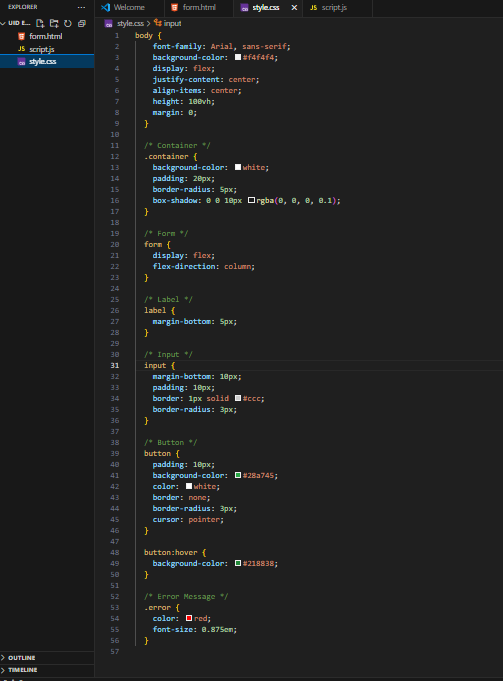 EXPLORER ...
Welcome form.html style.css script.js
UID E...
form.html
script.js
style.css
style.css > input
1 body {
2 font-family: Arial, sans-serif;
3 background-color: #f4f4f4;
4 display: flex;
5 justify-content: center;
6 align-items: center;
7 height: 100vh;
8 margin: 0;
9 }
10
11 /* Container */
12 .container {
13 background-color: white;
14 padding: 20px;
15 border-radius: 5px;
16 box-shadow: 0 0 10px rgba(0, 0, 0, 0.1);
17 }
18
19 /* Form */
20 form {
21 display: flex;
22 flex-direction: column;
23 }
24
25 /* Label */
26 label {
27 margin-bottom: 5px;
28 }
29
30 /* Input */
31 input {
32 margin-bottom: 10px;
33 padding: 10px;
34 border: 1px solid #ccc;
35 border-radius: 3px;
36 }
37
38 /* Button */
39 button {
40 padding: 10px;
41 background-color: #28a745;
42 color: white;
43 border: none;
44 border-radius: 3px;
45 cursor: pointer;
46 }
47
48 button:hover {
49 background-color: #218838;
50 }
51
52 /* Error Message */
53 .error {
54 color: red;
55 font-size: 0.875em;
56 }
57
OUTLINE
TIMELINE